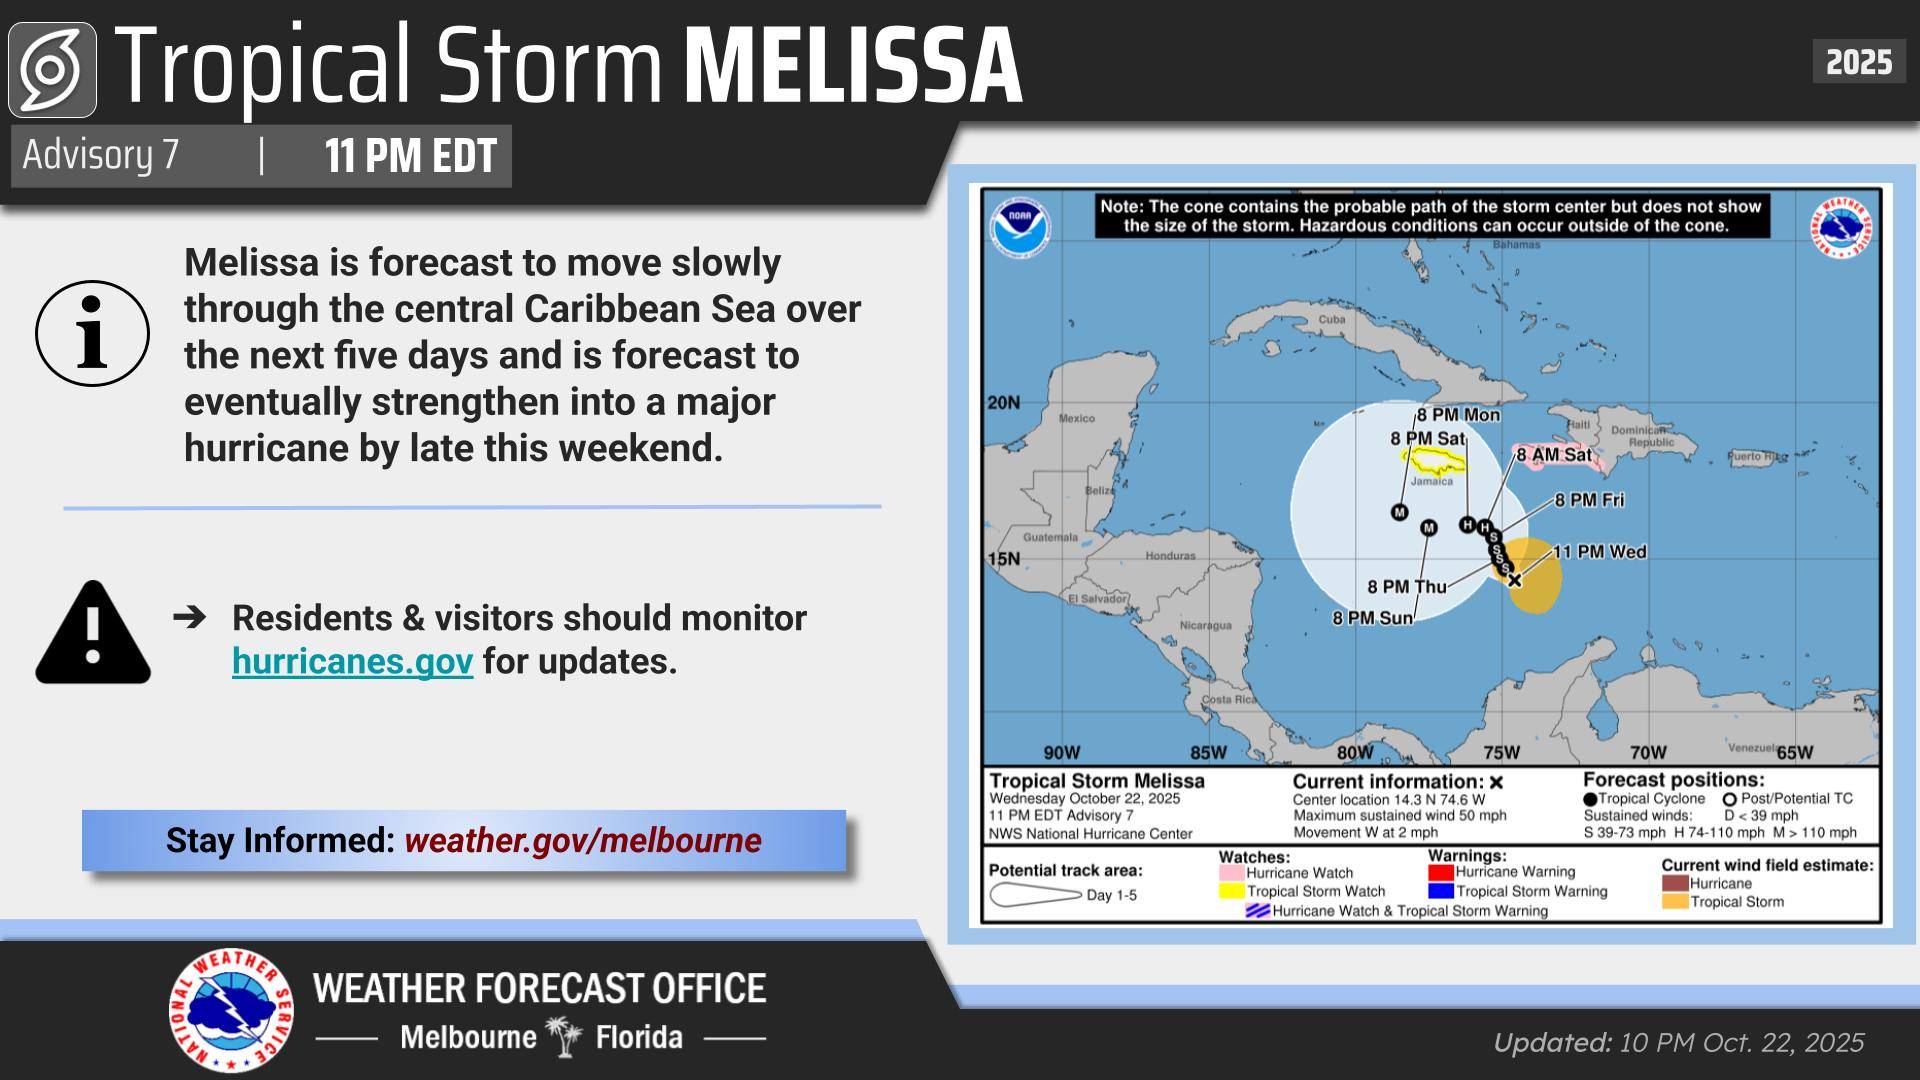 Tropical Storm MELISSA
2025
Advisory 7 | 11 PM EDT
Melissa is forecast to move slowly
through the central Caribbean Sea over
the next five days and is forecast to
eventually strengthen into a major
hurricane by late this weekend.
➔ Residents & visitors should monitor
hurricanes.gov for updates.
Stay Informed: weather.gov/melbourne
NOAA
Note: The cone contains the probable path of the storm center but does not show
the size of the storm. Hazardous conditions can occur outside of the cone.
NATIONAL WEATHER SERVICE
Bahamas
Cuba
20N
Mexico
8 PM Mon
Haiti
Dominican
Republic
8 PM Sat
8 AM Sat
Puerto Rico
Jamaica
Belize
8 PM Fri
M
M
H
H
S
S
S
S
Guatemala
Honduras
15N
11 PM Wed
8 PM Thu
El Salvador
8 PM Sun
Nicaragua
Costa Rica
Venezuela
90W
85W
80W
75W
70W
65W
Tropical Storm Melissa
Wednesday October 22, 2025
11 PM EDT Advisory 7
NWS National Hurricane Center
Current information: ×
Center location 14.3 N 74.6 W
Maximum sustained wind 50 mph
Movement W at 2 mph
Forecast positions:
Tropical Cyclone Post/Potential TC
Sustained winds: D < 39 mph
S 39-73 mph H 74-110 mph M > 110 mph
Potential track area:
Day 1-5
Watches:
Hurricane Watch
Tropical Storm Watch
Warnings:
Hurricane Warning
Tropical Storm Warning
Hurricane Watch & Tropical Storm Warning
Current wind field estimate:
Hurricane
Tropical Storm
NATIONAL WEATHER SERVICE
WEATHER FORECAST OFFICE
Melbourne Florida
Updated: 10 PM Oct. 22, 2025